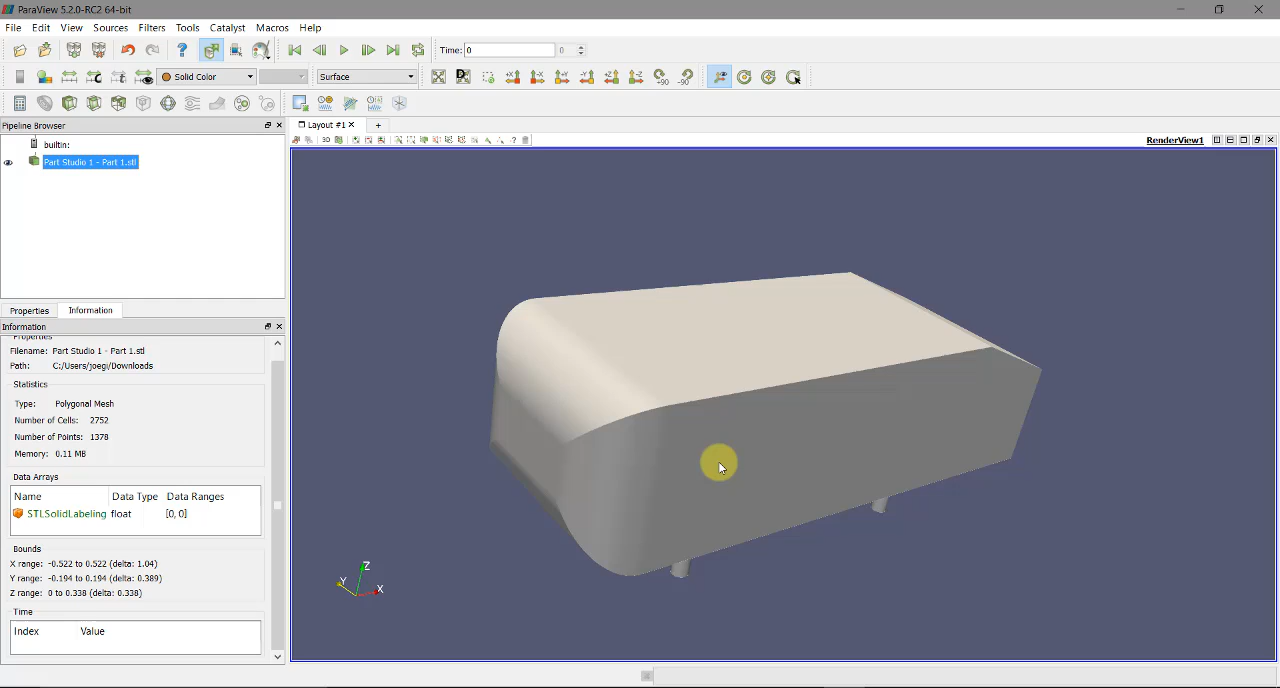 ParaView 5.2.0-RC2 64-bit
File Edit View Sources Filters Tools Catalyst Macros Help
Time: 0 0
Solid Color Surface
+X -X +Y -Y +Z -Z +90 -90
Pipeline Browser
Layout #1 +
3D
RenderView1
builtin:
Part Studio 1 - Part 1.stl
Properties Information
Information
Properties
Filename: Part Studio 1 - Part 1.stl
Path: C:/Users/joegi/Downloads
Statistics
Type: Polygonal Mesh
Number of Cells: 2752
Number of Points: 1378
Memory: 0.11 MB
Data Arrays
Name Data Type Data Ranges
STLSolidLabeling float [0, 0]
Bounds
X range: -0.522 to 0.522 (delta: 1.04)
Y range: -0.194 to 0.194 (delta: 0.389)
Z range: 0 to 0.338 (delta: 0.338)
Time
Index Value
Z
Y
X